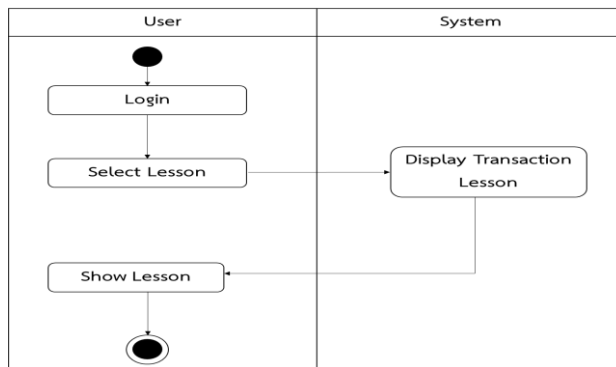 User
System
Login
Select Lesson
Display Transaction
Lesson
Show Lesson